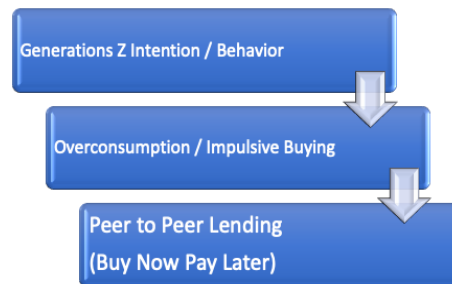 Generations Z Intention / Behavior
Overconsumption / Impulsive Buying
Peer to Peer Lending
(Buy Now Pay Later)